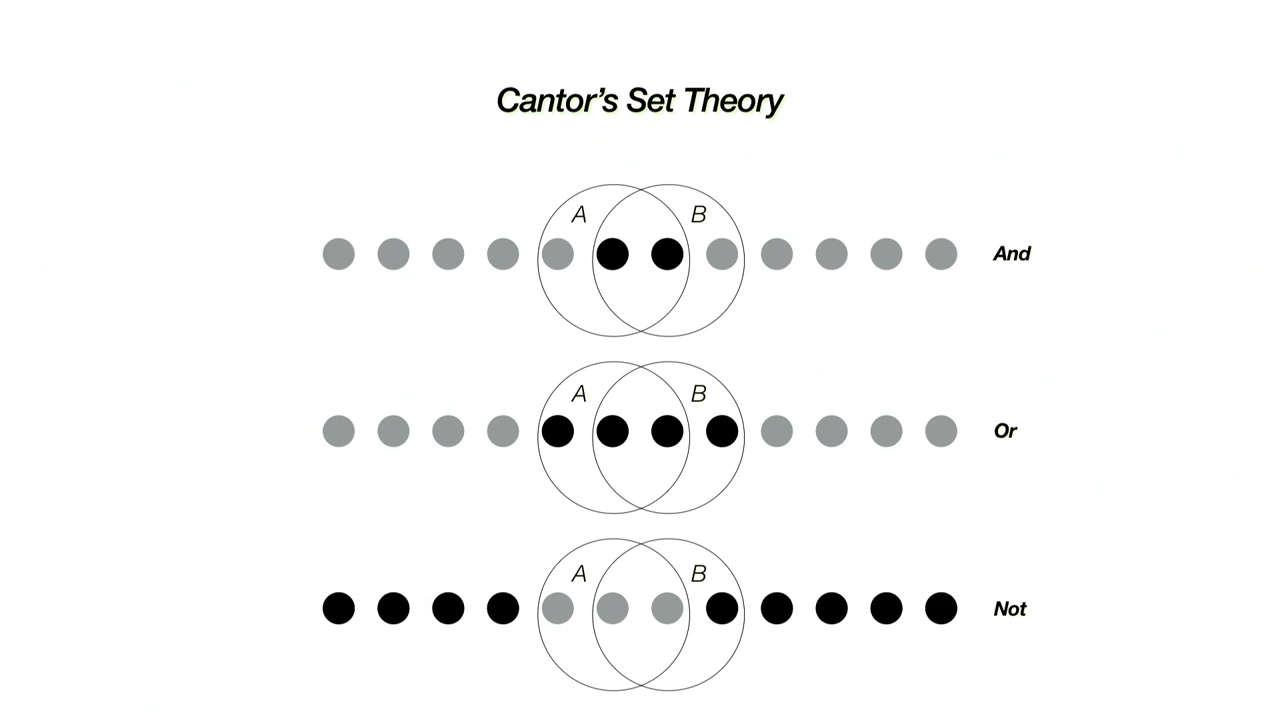 Cantor’s Set Theory
A B
And
A B
Or
A B
Not